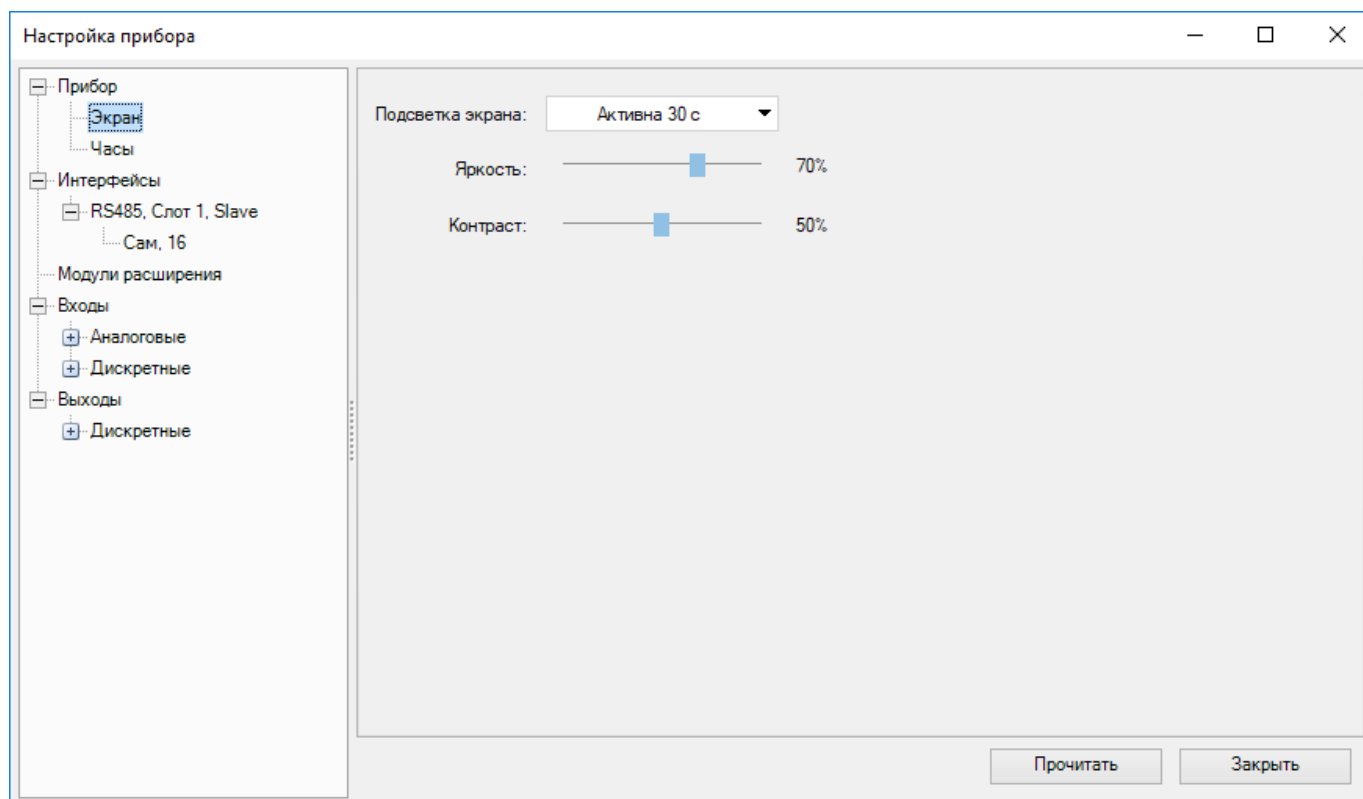 Настройка прибора
Прибор
Экран
Часы
Интерфейсы
RS485, Слот 1, Slave
Сам, 16
Модули расширения
Входы
Аналоговые
Дискретные
Выходы
Дискретные
Подсветка экрана: Активна 30 с
Яркость: 70%
Контраст: 50%
Прочитать Закрыть